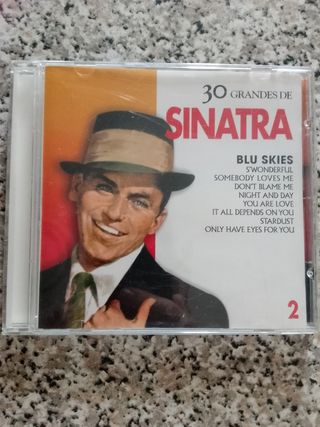 30 GRANDES DE
SINATRA
BLU SKIES
S'WONDERFUL
SOMEBODY LOVES ME
DON'T BLAME ME
NIGHT AND DAY
YOU ARE LOVE
IT ALL DEPENDS ON YOU
STARDUST
ONLY HAVE EYES FOR YOU
2